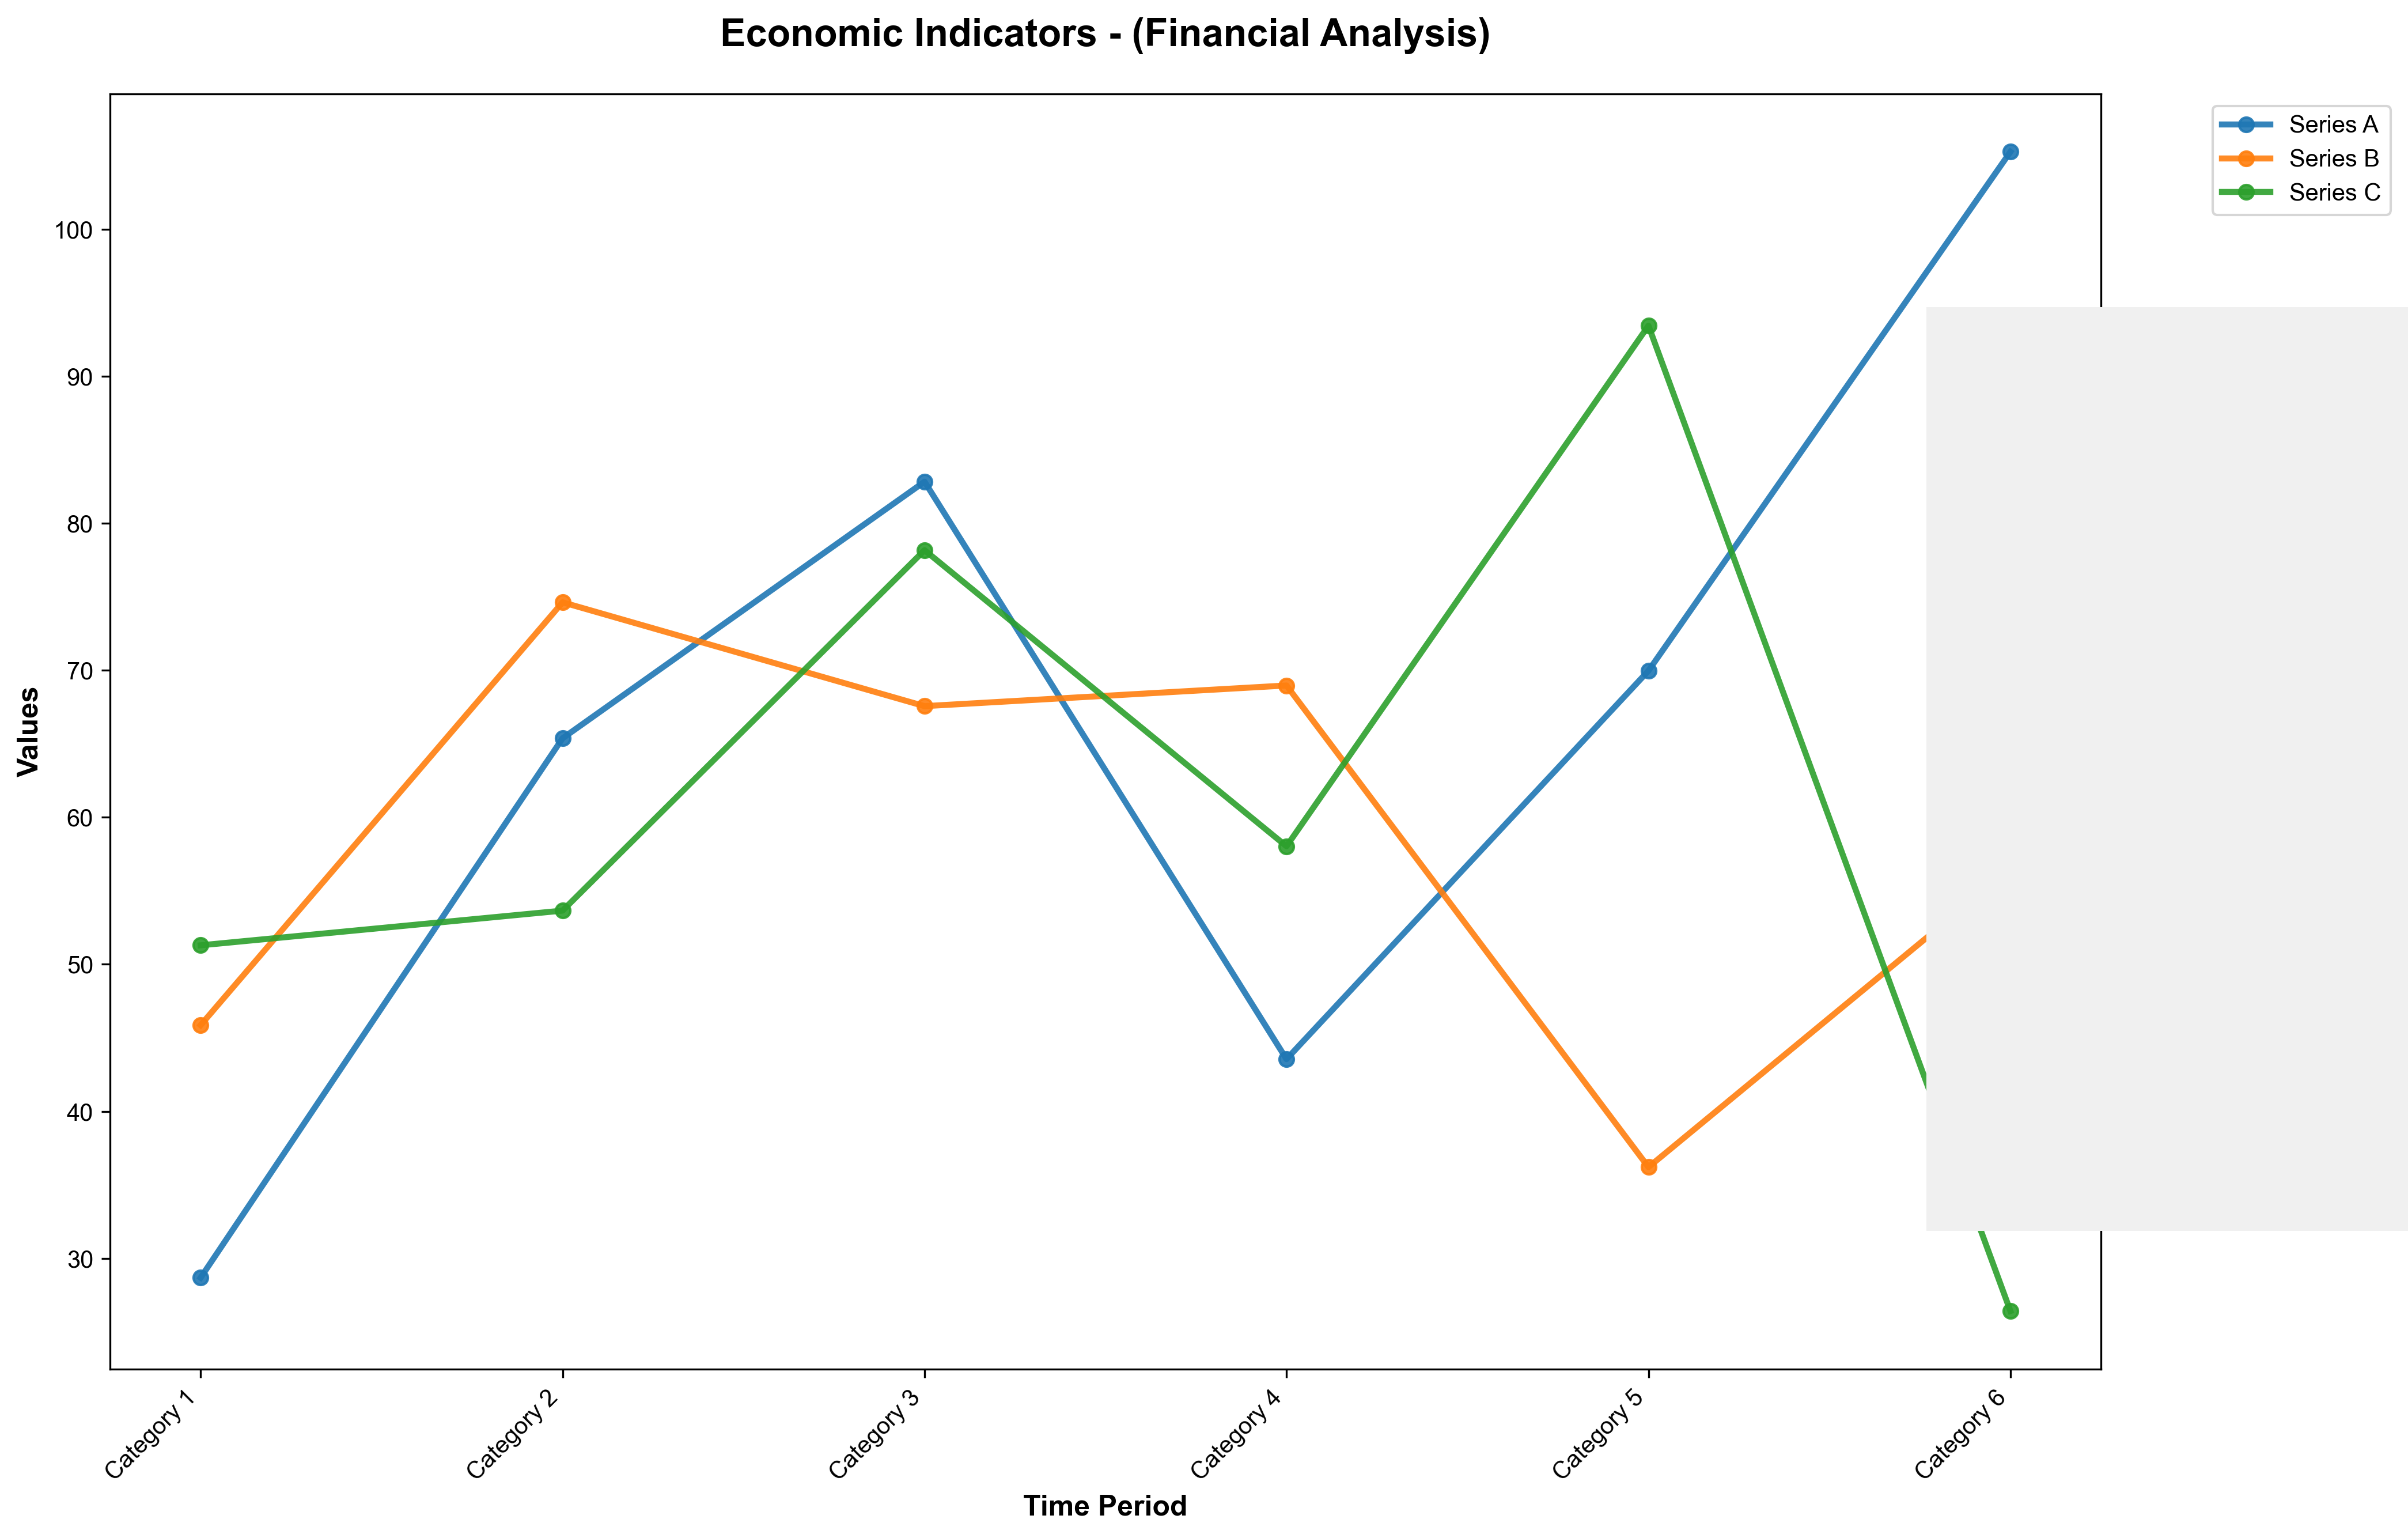 Economic Indicators - (Financial Analysis)
Series A
Series B
Series C
100
90
80
70
60
50
40
30
Values
Category 1
Category 2
Category 3
Category 4
Category 5
Category 6
Time Period